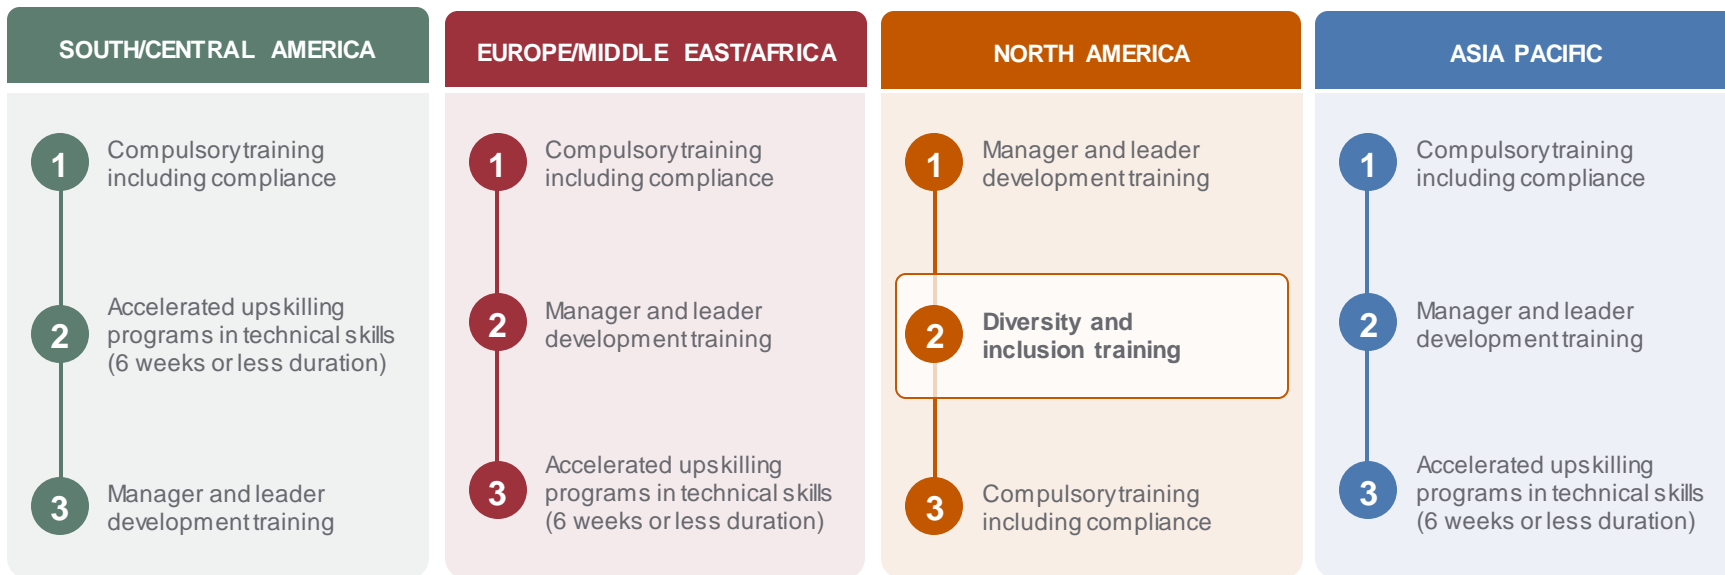 SOUTH/CENTRAL AMERICA
1
Compulsory training
including compliance
2
Accelerated upskilling
programs in technical skills
(6 weeks or less duration)
3
Manager and leader
development training
EUROPE/MIDDLE EAST/AFRICA
1
Compulsory training
including compliance
2
Manager and leader
development training
3
Accelerated upskilling
programs in technical skills
(6 weeks or less duration)
NORTH AMERICA
1
Manager and leader
development training
2
Diversity and
inclusion training
3
Compulsory training
including compliance
ASIA PACIFIC
1
Compulsory training
including compliance
2
Manager and leader
development training
3
Accelerated upskilling
programs in technical skills
(6 weeks or less duration)